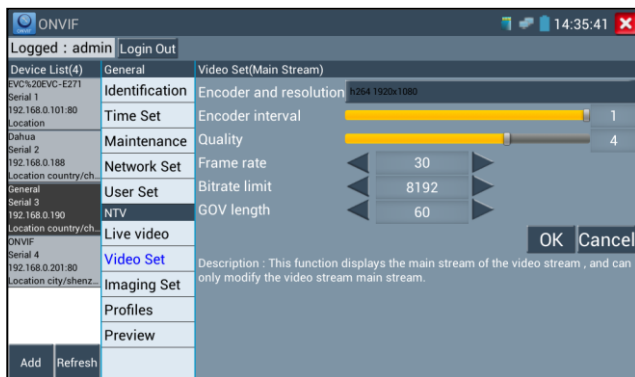 ONVIF
14:35:41
Logged : admin Login Out
Device List(4)
EVC%20EVC-E271
Serial 1
192.168.0.101:80
Location
Dahua
Serial 2
192.168.0.188
Location country/ch..
General
Serial 3
192.168.0.190
Location country/ch..
ONVIF
Serial 4
192.168.0.201:80
Location city/shenz...
Add Refresh
General
Identification
Time Set
Maintenance
Network Set
User Set
NTV
Live video
Video Set
Imaging Set
Profiles
Preview
Video Set(Main Stream)
Encoder and resolution h264 1920x1080
Encoder interval 1
Quality 4
Frame rate 30
Bitrate limit 8192
GOV length 60
OK Cancel
Description : This function displays the main stream of the video stream , and can
only modify the video stream main stream.